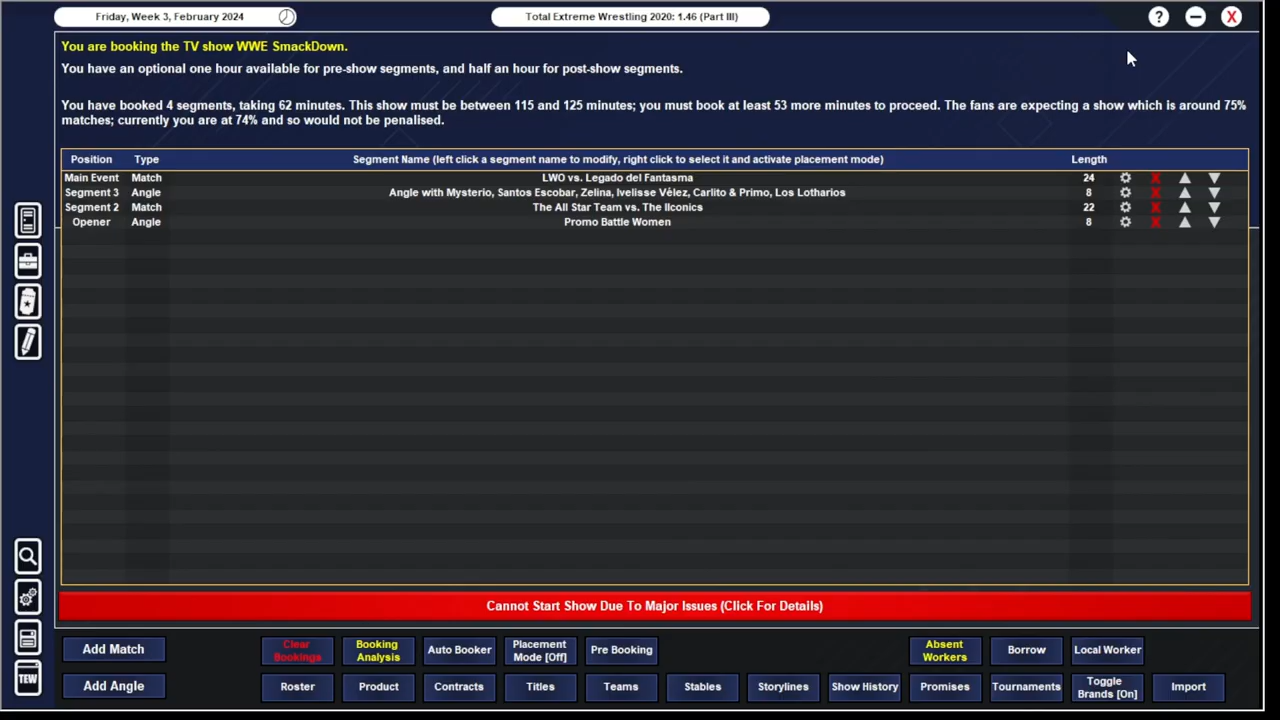 Friday, Week 3, February 2024
Total Extreme Wrestling 2020: 1.46 (Part III)
?
X
You are booking the TV show WWE SmackDown.
You have an optional one hour available for pre-show segments, and half an hour for post-show segments.
You have booked 4 segments, taking 62 minutes. This show must be between 115 and 125 minutes; you must book at least 53 more minutes to proceed. The fans are expecting a show which is around 75%
matches; currently you are at 74% and so would not be penalised.
Position Type Segment Name (left click a segment name to modify, right click to select it and activate placement mode) Length
Main Event Match LWO vs. Legado del Fantasma 24 X
Segment 3 Angle Angle with Mysterio, Santos Escobar, Zelina, Ivelisse Vélez, Carlito & Primo, Los Lotharios 8 X
Segment 2 Match The All Star Team vs. The IIconics 22 X
Opener Angle Promo Battle Women 8 X
Cannot Start Show Due To Major Issues (Click For Details)
Add Match
Clear
Bookings
Booking
Analysis
Auto Booker
Placement
Mode [Off]
Pre Booking
Absent
Workers
Borrow
Local Worker
Add Angle
Roster
Product
Contracts
Titles
Teams
Stables
Storylines
Show History
Promises
Tournaments
Toggle
Brands [On]
Import
TEW